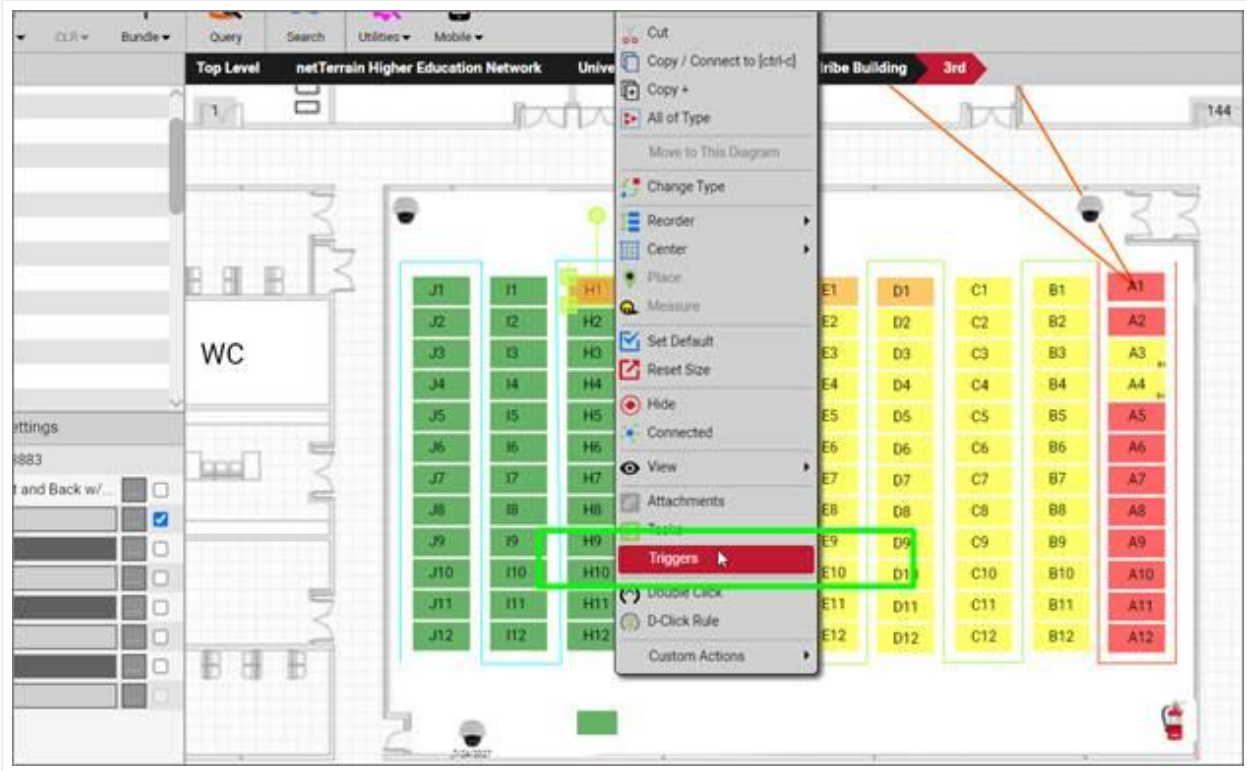 CLR
Bundle
Query
Search
Utilities
Mobile
Top Level
netTerrain Higher Education Network
Unive
iribe Building
3rd
1
144
Cut
Copy / Connect to [ctrl-c]
Copy +
All of Type
Move to This Diagram
Change Type
Reorder
Center
Place
Measure
Set Default
Reset Size
Hide
Connected
View
Attachments
Tasks
Triggers
Double Click
D-Click Rule
Custom Actions
WC
J1 I1 H1 E1 D1 C1 B1 A1
J2 I2 H2 E2 D2 C2 B2 A2
J3 I3 H3 E3 D3 C3 B3 A3
J4 I4 H4 E4 D4 C4 B4 A4
J5 I5 H5 E5 D5 C5 B5 A5
J6 I6 H6 E6 D6 C6 B6 A6
J7 I7 H7 E7 D7 C7 B7 A7
J8 I8 H8 E8 D8 C8 B8 A8
J9 I9 H9 E9 D9 C9 B9 A9
J10 I10 H10 E10 D10 C10 B10 A10
J11 I11 H11 E11 D11 C11 B11 A11
J12 I12 H12 E12 D12 C12 B12 A12
ettings
3883
t and Back w/...